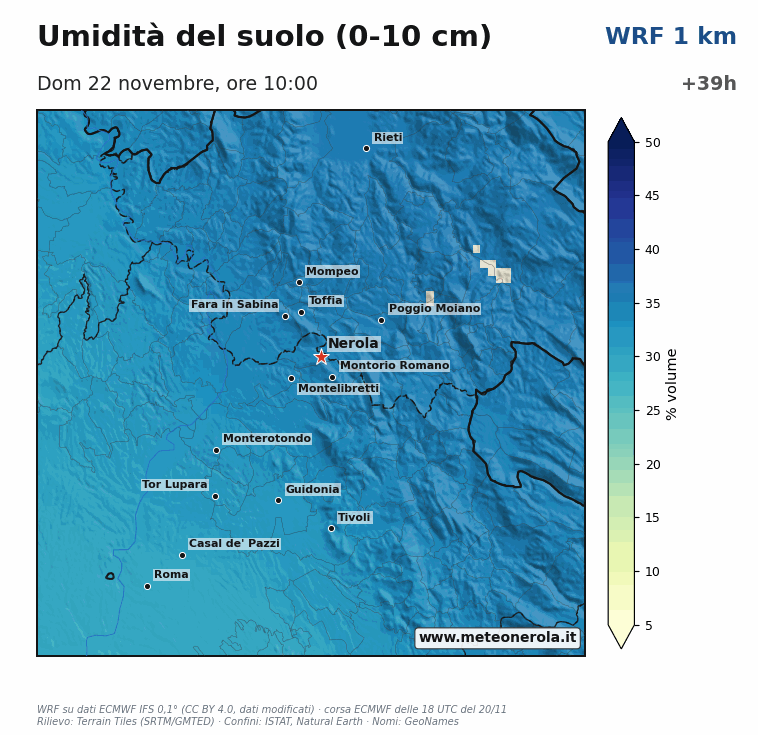 Umidità del suolo (0-10 cm)
WRF 1 km
Dom 22 novembre, ore 10:00
+39h
Rieti
Mompeo
Toffia
Fara in Sabina
Poggio Moiano
Nerola
Montorio Romano
Montelibretti
Monterotondo
Tor Lupara
Guidonia
Tivoli
Casal de' Pazzi
Roma
www.meteonerola.it
50
45
40
35
30
25
20
15
10
5
% volume
WRF su dati ECMWF IFS 0,1° (CC BY 4.0, dati modificati) · corsa ECMWF delle 18 UTC del 20/11
Rilievo: Terrain Tiles (SRTM/GMTED) · Confini: ISTAT, Natural Earth · Nomi: GeoNames